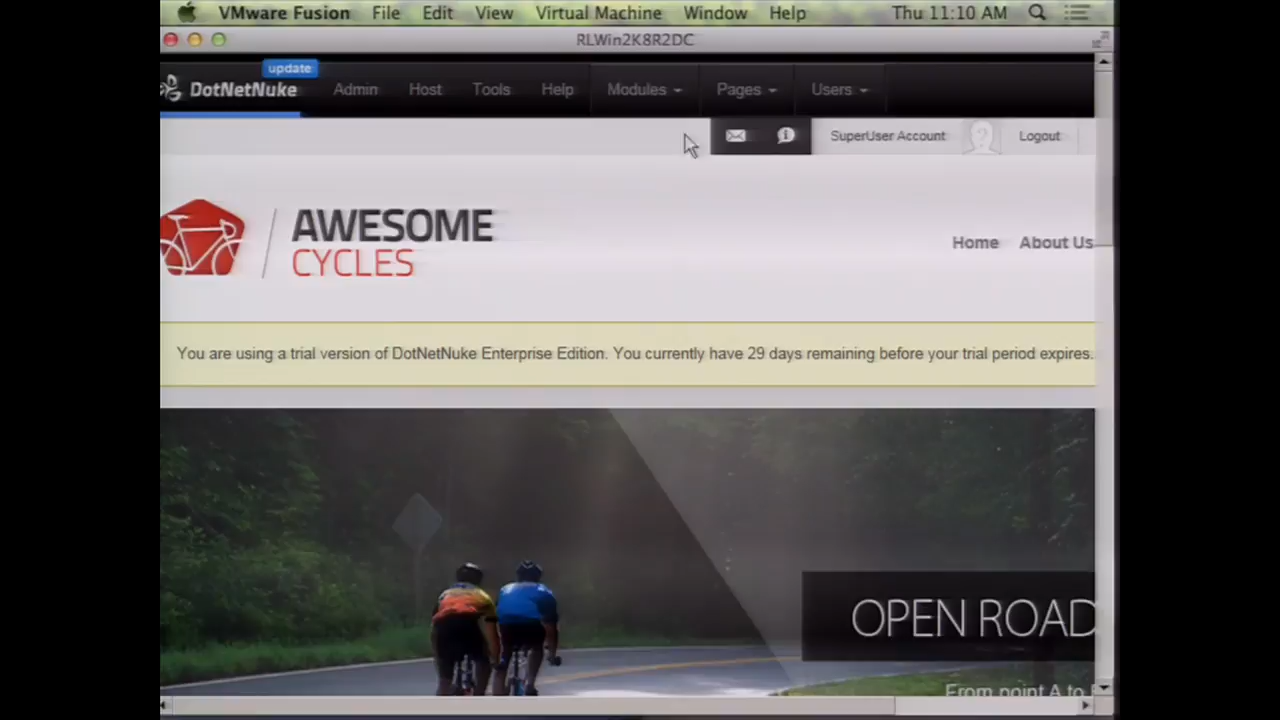 VMware Fusion File Edit View Virtual Machine Window Help Thu 11:10 AM
RLWin2K8R2DC
update
DotNetNuke Admin Host Tools Help Modules Pages Users
SuperUser Account Logout
AWESOME
CYCLES
Home About Us
You are using a trial version of DotNetNuke Enterprise Edition. You currently have 29 days remaining before your trial period expires.
OPEN ROAD
From point A to